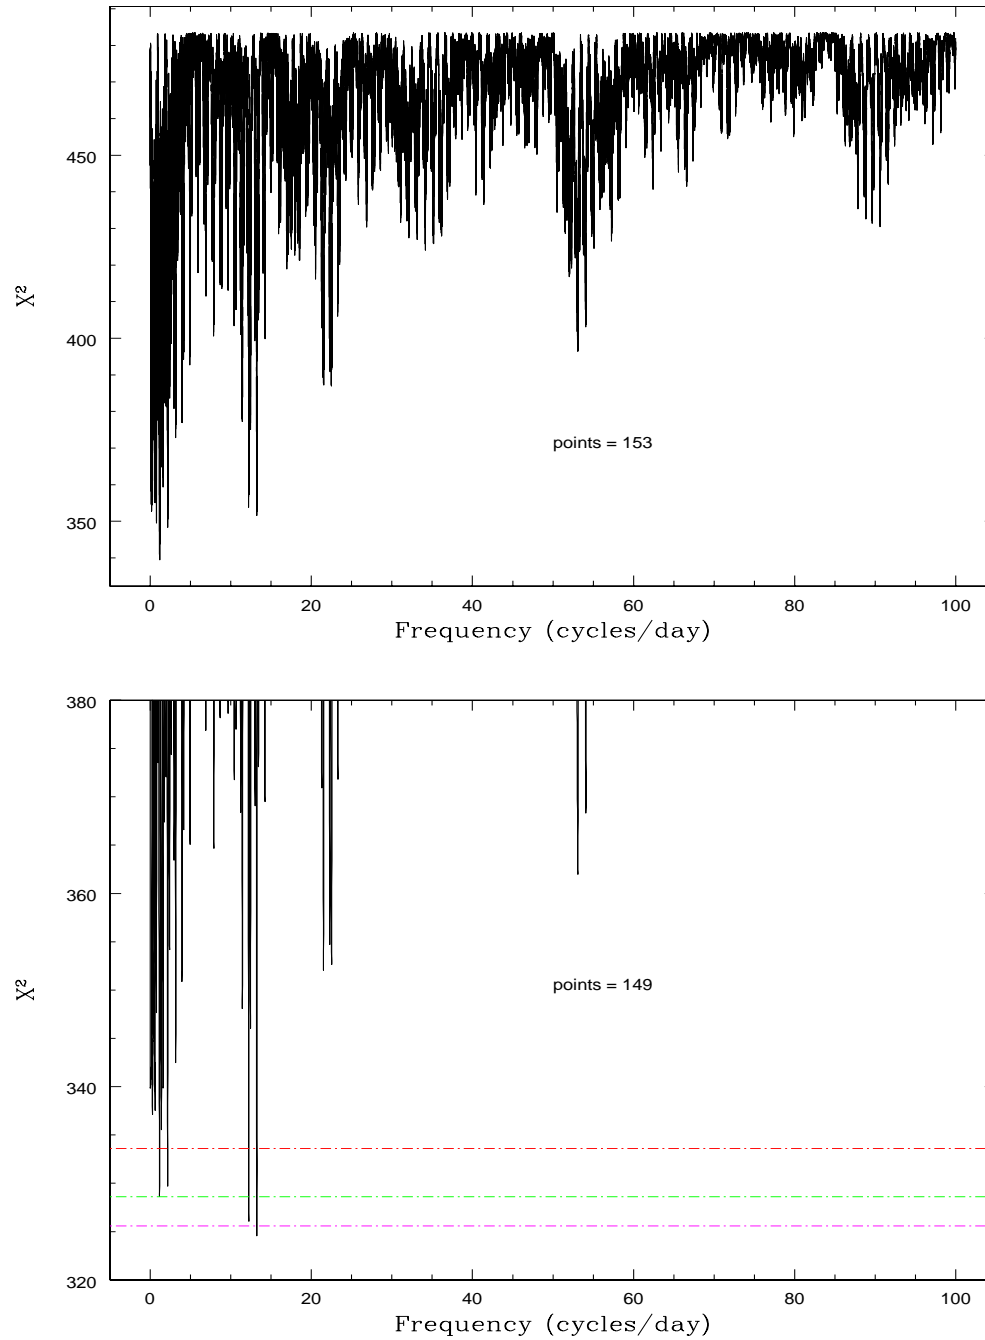 450
400
350
X²
points = 153
0 20 40 60 80 100
Frequency (cycles/day)
380
360
340
320
X²
points = 149
0 20 40 60 80 100
Frequency (cycles/day)